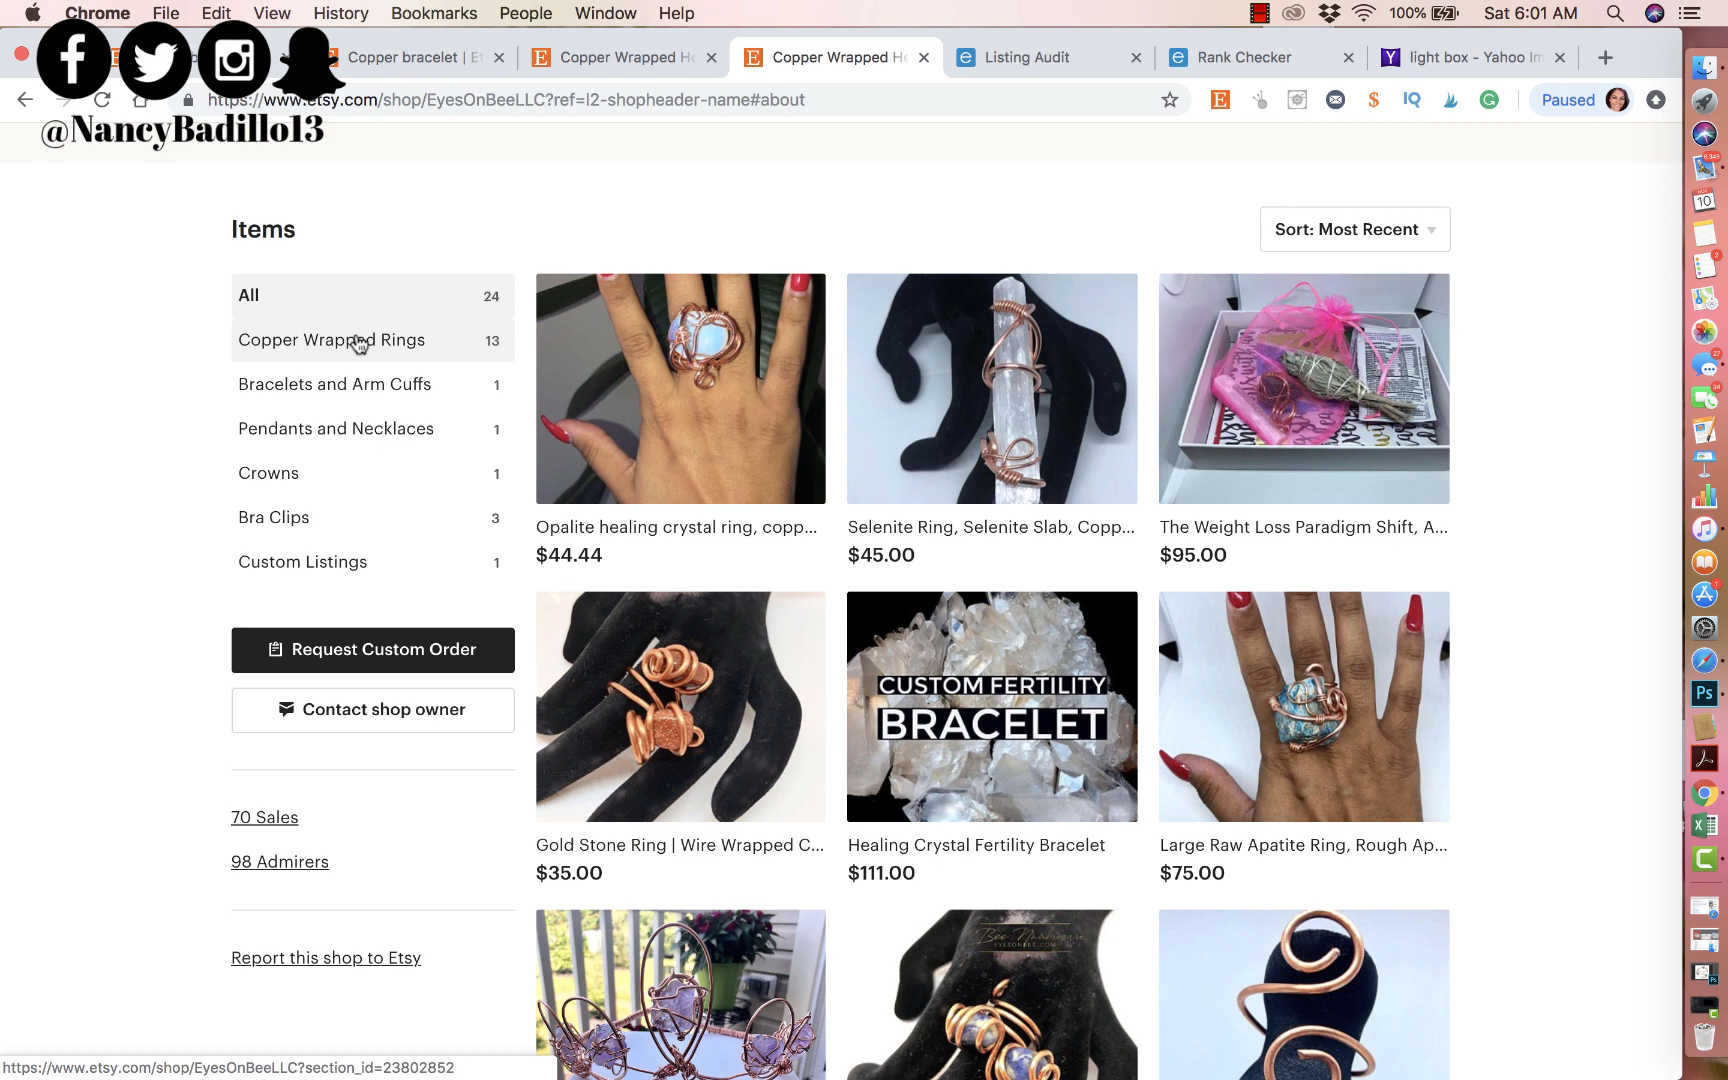 Chrome File Edit View History Bookmarks People Window Help
100% Sat 6:01 AM
Copper bracelet | Et
Copper Wrapped He
Copper Wrapped He
Listing Audit
Rank Checker
light box - Yahoo Im
https://www.etsy.com/shop/EyesOnBeeLLC?ref=l2-shopheader-name#about
Paused
@NancyBadillo13
Items
Sort: Most Recent
All 24
Copper Wrapped Rings 13
Bracelets and Arm Cuffs 1
Pendants and Necklaces 1
Crowns 1
Bra Clips 3
Custom Listings 1
Request Custom Order
Contact shop owner
70 Sales
98 Admirers
Report this shop to Etsy
Opalite healing crystal ring, copp...
$44.44
Selenite Ring, Selenite Slab, Copp...
$45.00
The Weight Loss Paradigm Shift, A...
$95.00
CUSTOM FERTILITY
BRACELET
Gold Stone Ring | Wire Wrapped C...
$35.00
Healing Crystal Fertility Bracelet
$111.00
Large Raw Apatite Ring, Rough Ap...
$75.00
https://www.etsy.com/shop/EyesOnBeeLLC?section_id=23802852